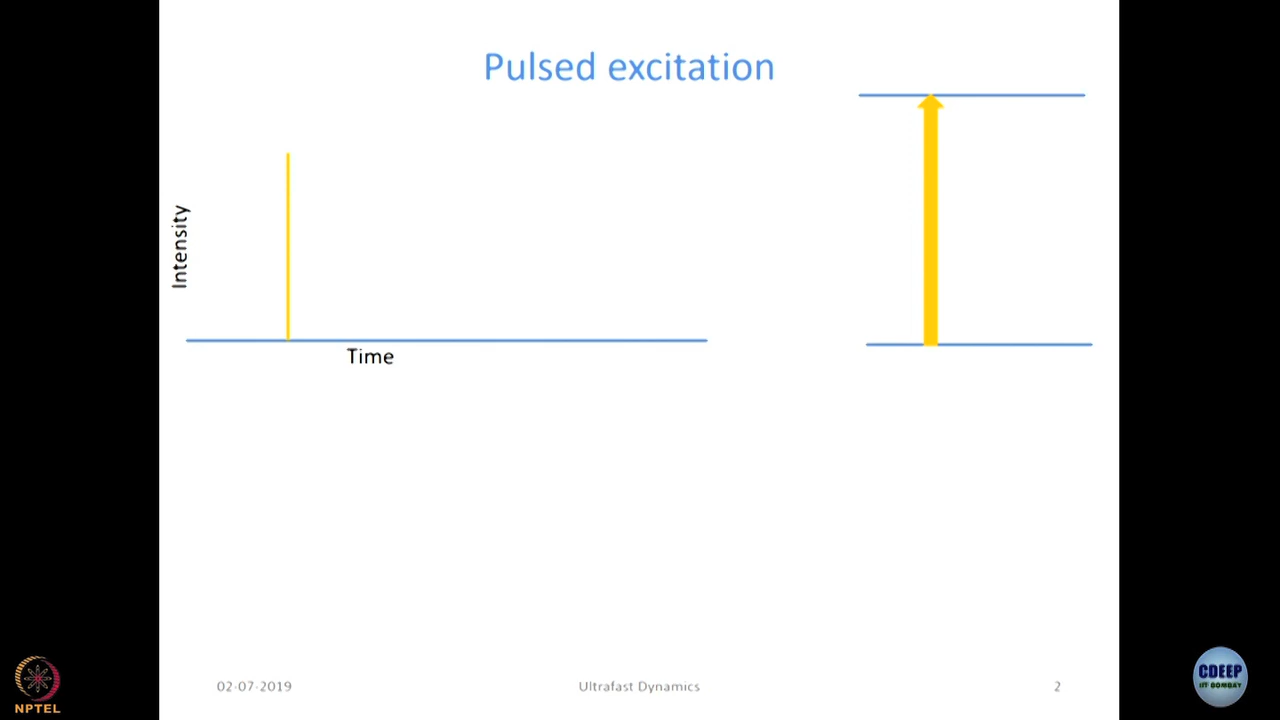 Pulsed excitation
Intensity
Time
02-07-2019
Ultrafast Dynamics
2
NPTEL
CDEEP
IIT BOMBAY